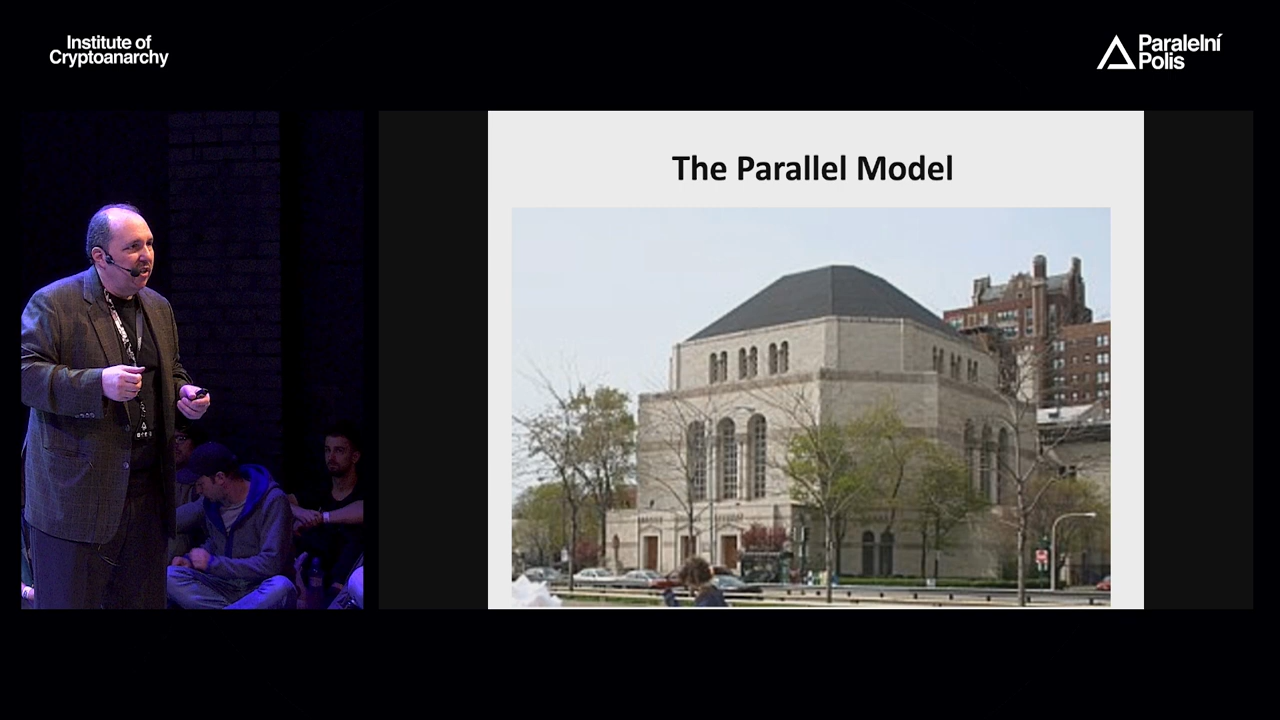 Institute of
Cryptoanarchy
Paralelní
Polis
The Parallel Model